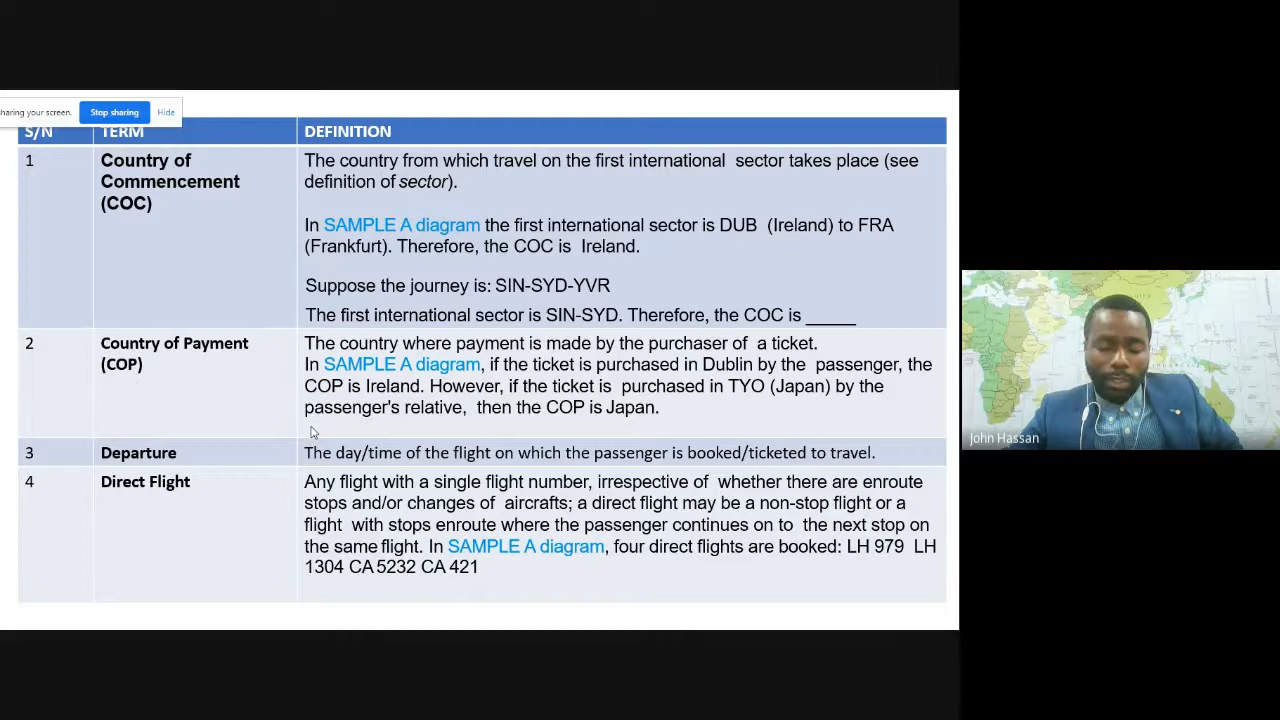 sharing your screen. Stop sharing Hide
S/N TERM DEFINITION
1 Country of Commencement (COC)
The country from which travel on the first international sector takes place (see
definition of sector).
In SAMPLE A diagram the first international sector is DUB (Ireland) to FRA
(Frankfurt). Therefore, the COC is Ireland.
Suppose the journey is: SIN-SYD-YVR
The first international sector is SIN-SYD. Therefore, the COC is _____
2 Country of Payment (COP)
The country where payment is made by the purchaser of a ticket.
In SAMPLE A diagram, if the ticket is purchased in Dublin by the passenger, the
COP is Ireland. However, if the ticket is purchased in TYO (Japan) by the
passenger's relative, then the COP is Japan.
3 Departure
The day/time of the flight on which the passenger is booked/ticketed to travel.
4 Direct Flight
Any flight with a single flight number, irrespective of whether there are enroute
stops and/or changes of aircrafts; a direct flight may be a non-stop flight or a
flight with stops enroute where the passenger continues on to the next stop on
the same flight. In SAMPLE A diagram, four direct flights are booked: LH 979 LH
1304 CA 5232 CA 421
John Hassan